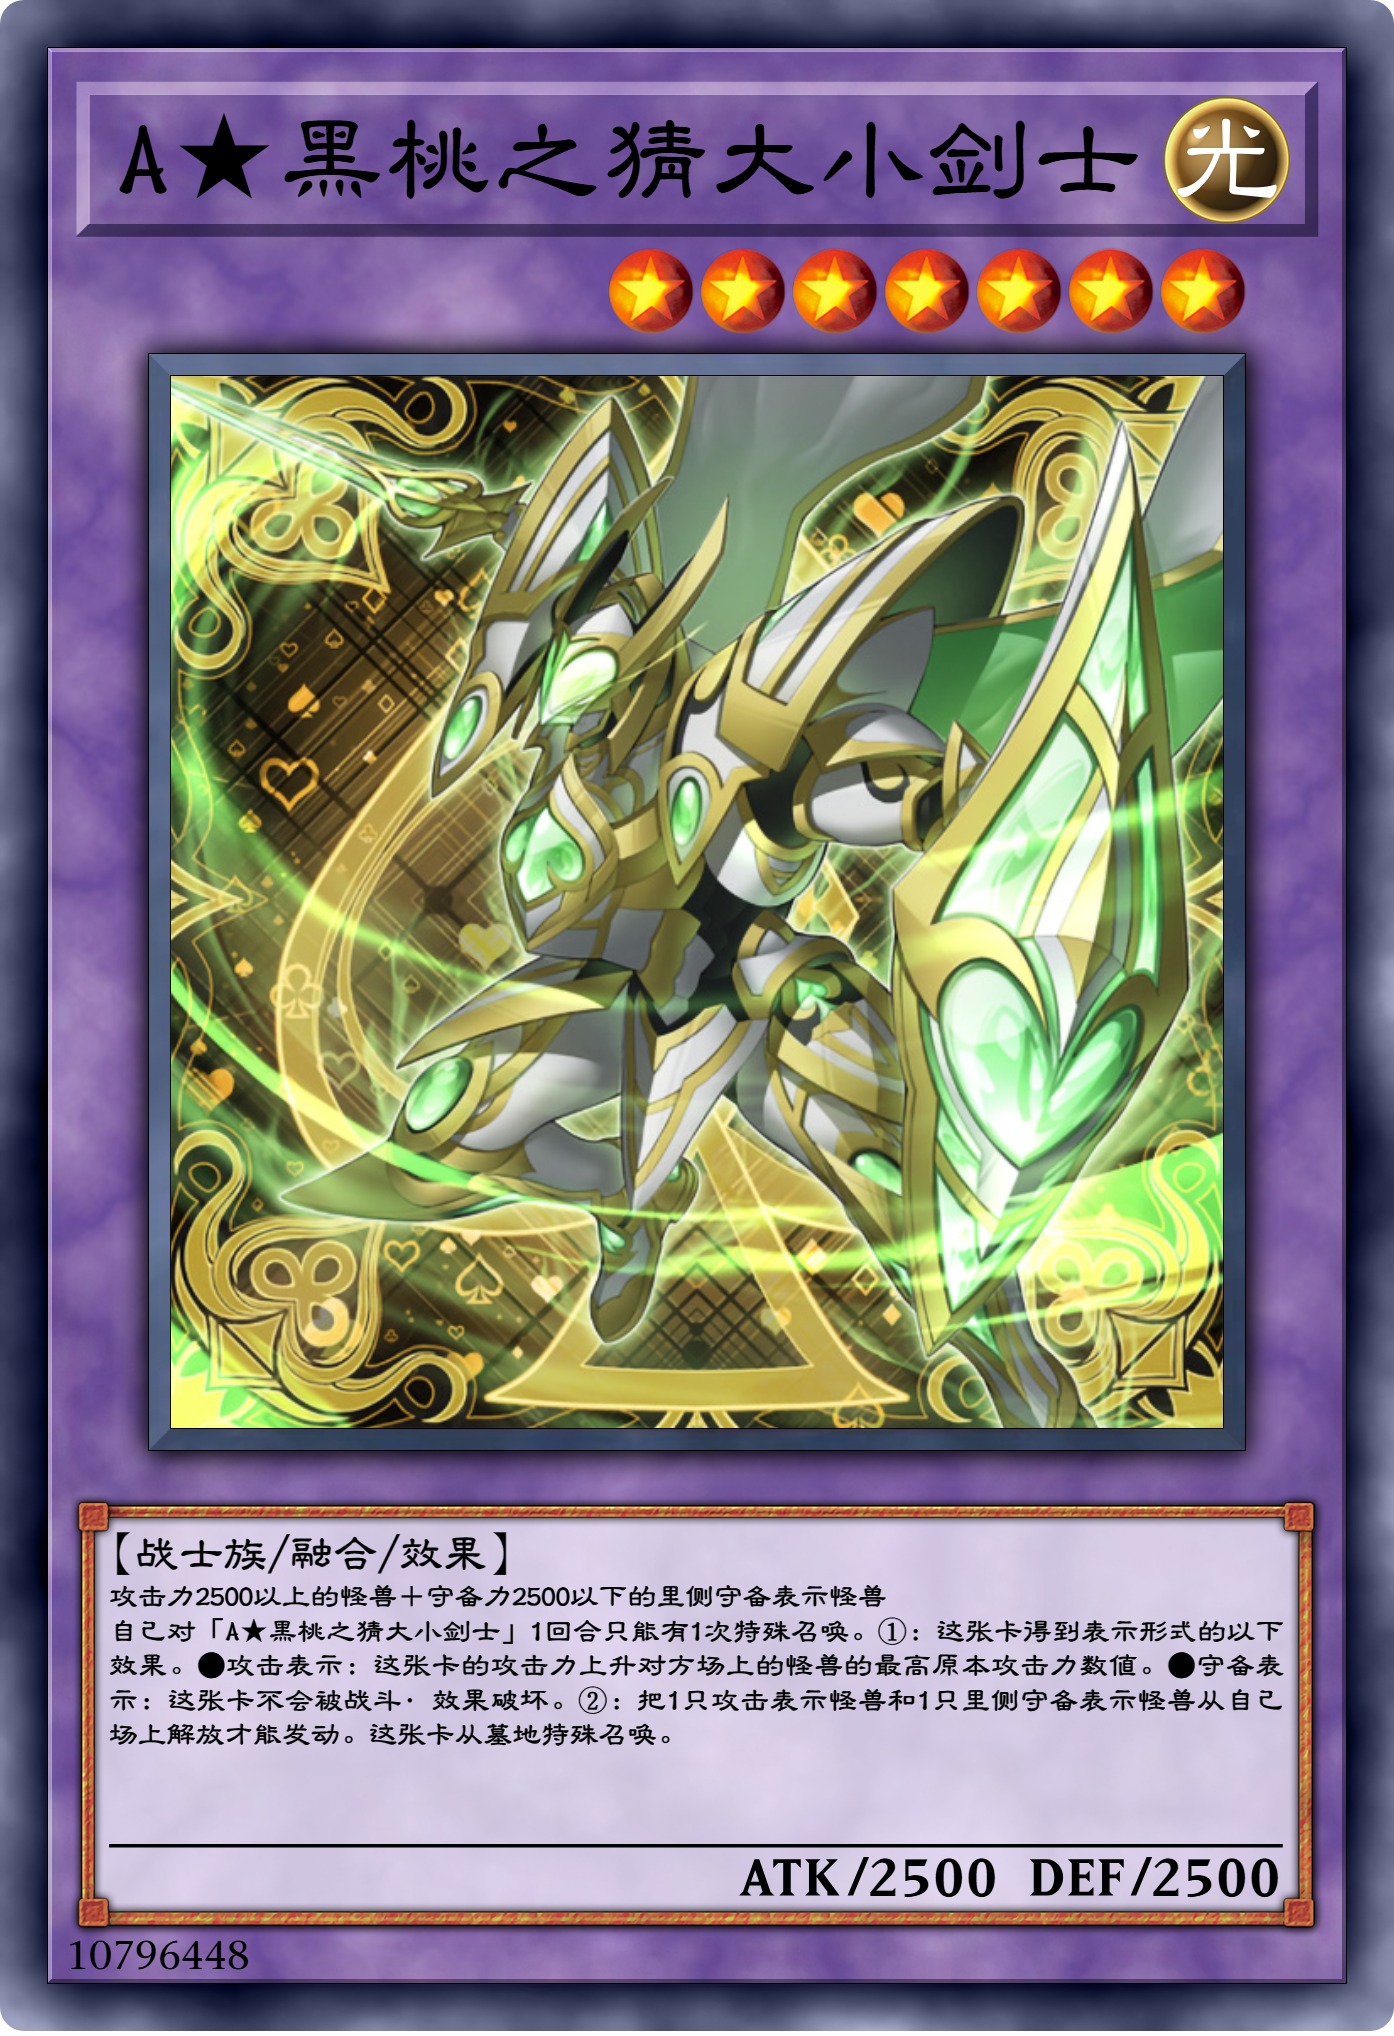 A★黑桃之猜大小剑士 光
【战士族/融合/效果】
攻击力2500以上的怪兽＋守备力2500以下的里侧守备表示怪兽
自己对「A★黑桃之猜大小剑士」1回合只能有1次特殊召唤。①：这张卡得到表示形式的以下
效果。●攻击表示：这张卡的攻击力上升对方场上的怪兽的最高原本攻击力数值。●守备表
示：这张卡不会被战斗·效果破坏。②：把1只攻击表示怪兽和1只里侧守备表示怪兽从自己
场上解放才能发动。这张卡从墓地特殊召唤。
ATK/2500 DEF/2500
10796448